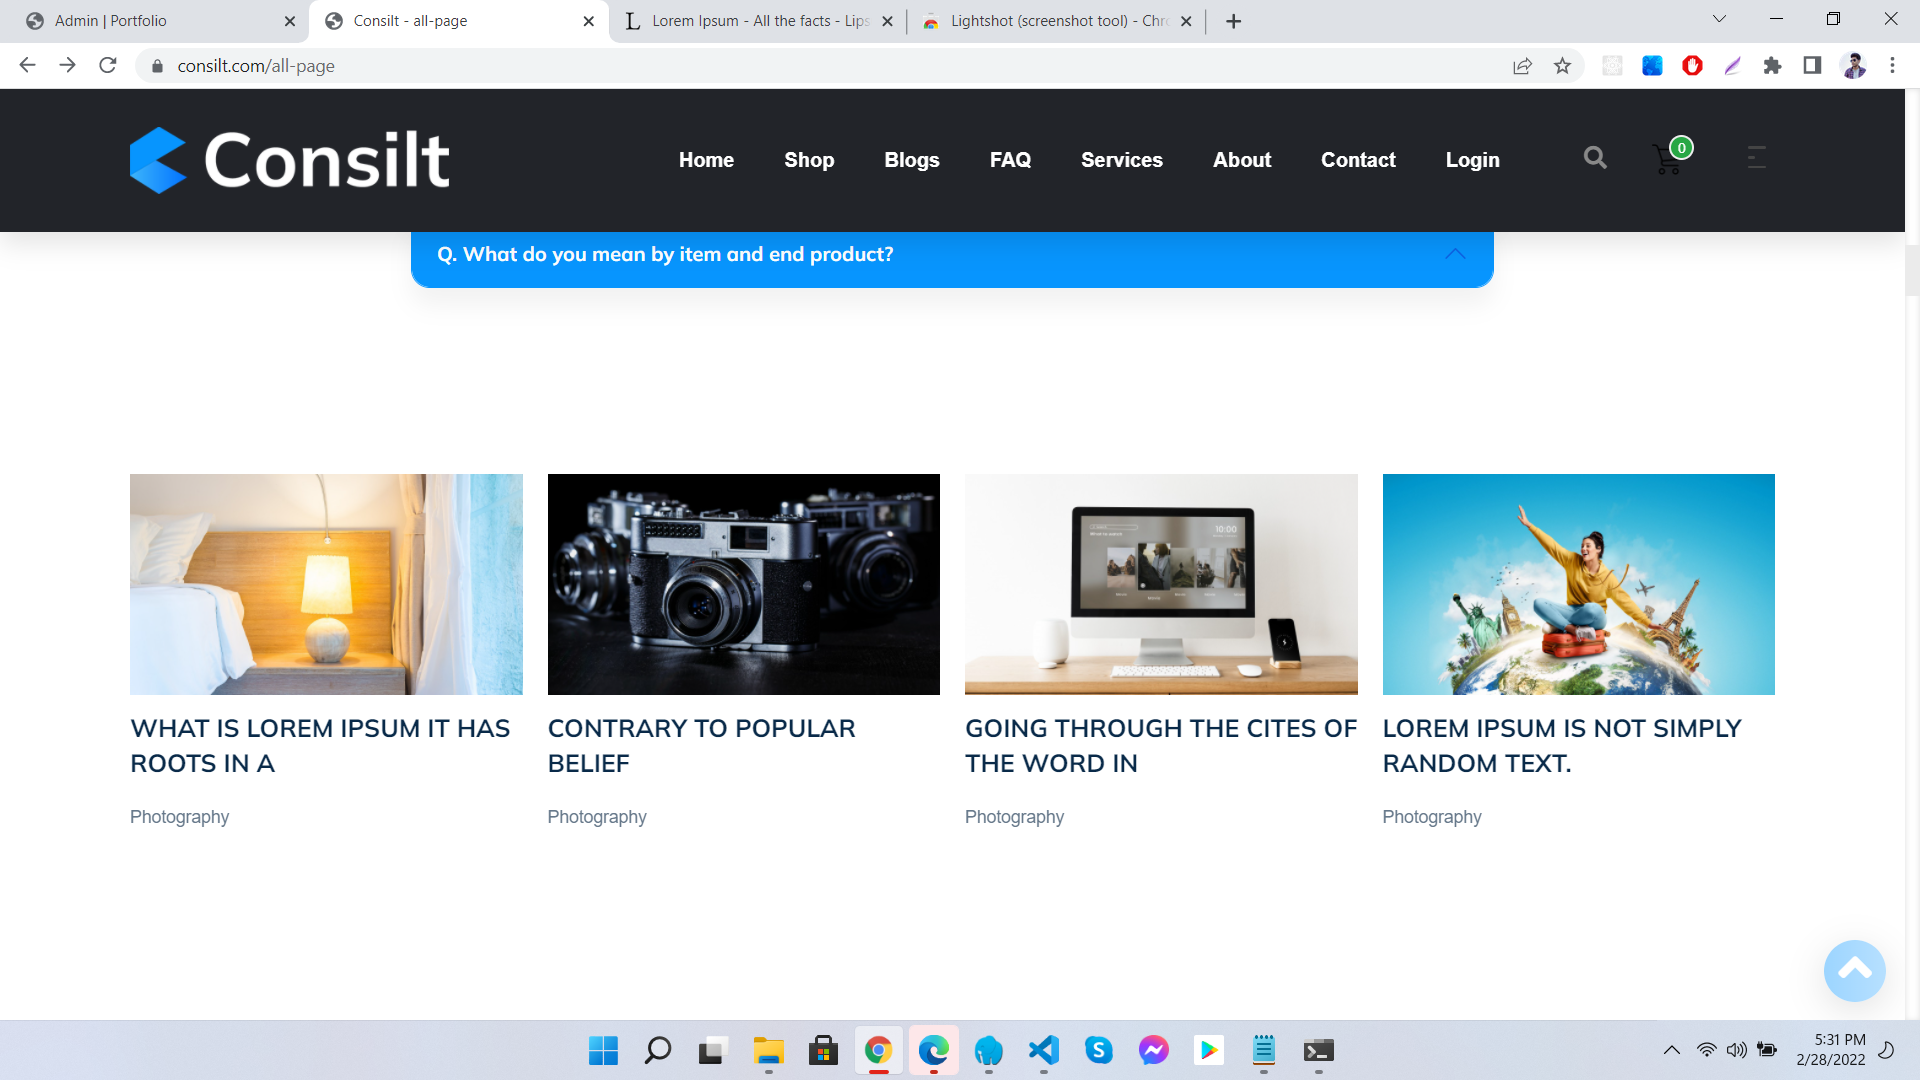 Admin | Portfolio
Consilt - all-page
Lorem Ipsum - All the facts - Lips
Lightshot (screenshot tool) - Chr
consilt.com/all-page
Consilt
Home
Shop
Blogs
FAQ
Services
About
Contact
Login
0
Q. What do you mean by item and end product?
10:00
WHAT IS LOREM IPSUM IT HAS
ROOTS IN A
Photography
CONTRARY TO POPULAR
BELIEF
Photography
GOING THROUGH THE CITES OF
THE WORD IN
Photography
LOREM IPSUM IS NOT SIMPLY
RANDOM TEXT.
Photography
5:31 PM
2/28/2022